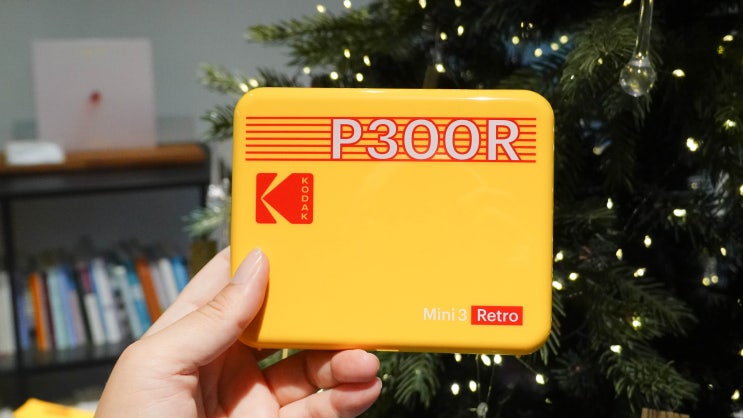 P300R
KODAK
Mini 3 Retro